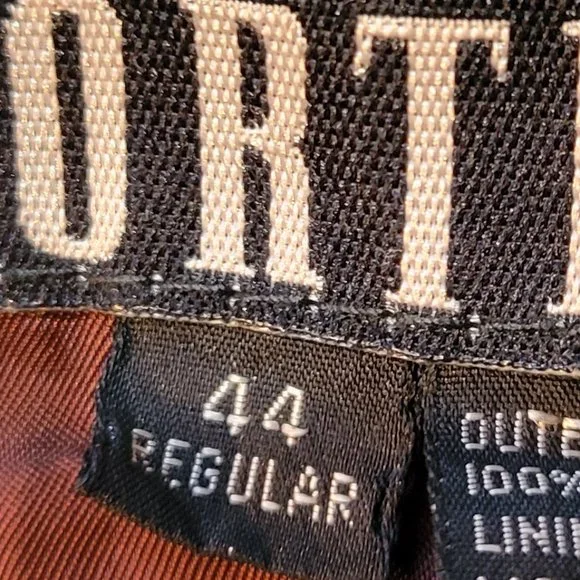 ORT
44
REGULAR
OUTE
100%
LINI